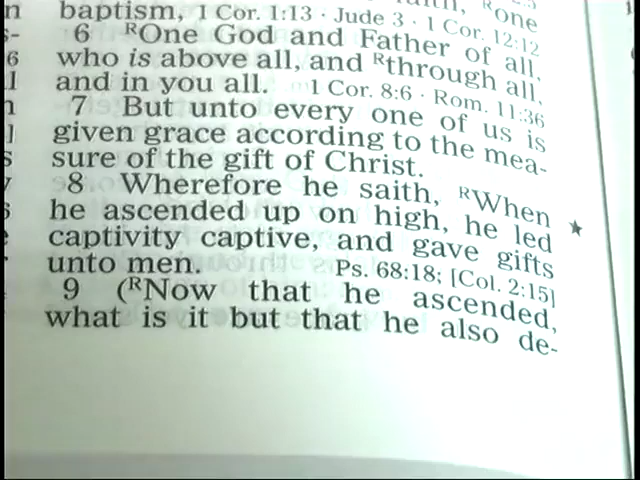 baptism, 1 Cor. 1:13 · Jude 3 · 1 Cor. 12:12
6 ᴿOne God and Father of all,
who is above all, and ᴿthrough all,
and in you all. 1 Cor. 8:6 · Rom. 11:36
7 But unto every one of us is
given grace according to the mea-
sure of the gift of Christ.
8 Wherefore he saith, ᴿWhen
he ascended up on high, he led ★
captivity captive, and gave gifts
unto men. Ps. 68:18; [Col. 2:15]
9 (ᴿNow that he ascended,
what is it but that he also de-